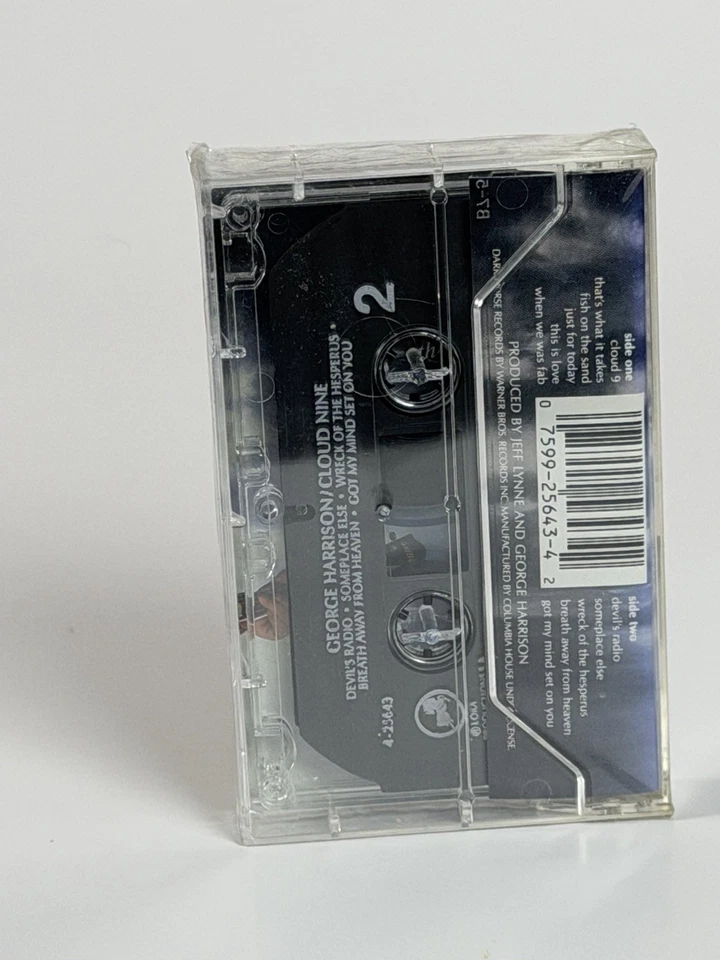 2
GEORGE HARRISON/CLOUD NINE
DEVIL'S RADIO • SOMEPLACE ELSE • WRECK OF THE HESPERUS •
BREATH AWAY FROM HEAVEN • GOT MY MIND SET ON YOU
4-25643
side one
cloud 9
that's what it takes
fish on the sand
just for today
this is love
when we was fab
0 7599-25643-4 2
side two
devil's radio
someplace else
wreck of the hesperus
breath away from heaven
got my mind set on you
PRODUCED BY JEFF LYNNE AND GEORGE HARRISON
DARK HORSE RECORDS BY WARNER BROS. RECORDS INC. MANUFACTURED BY COLUMBIA HOUSE UNDER LICENSE.